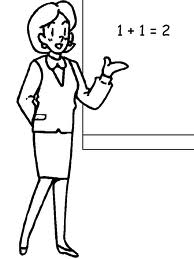 1 + 1 = 2